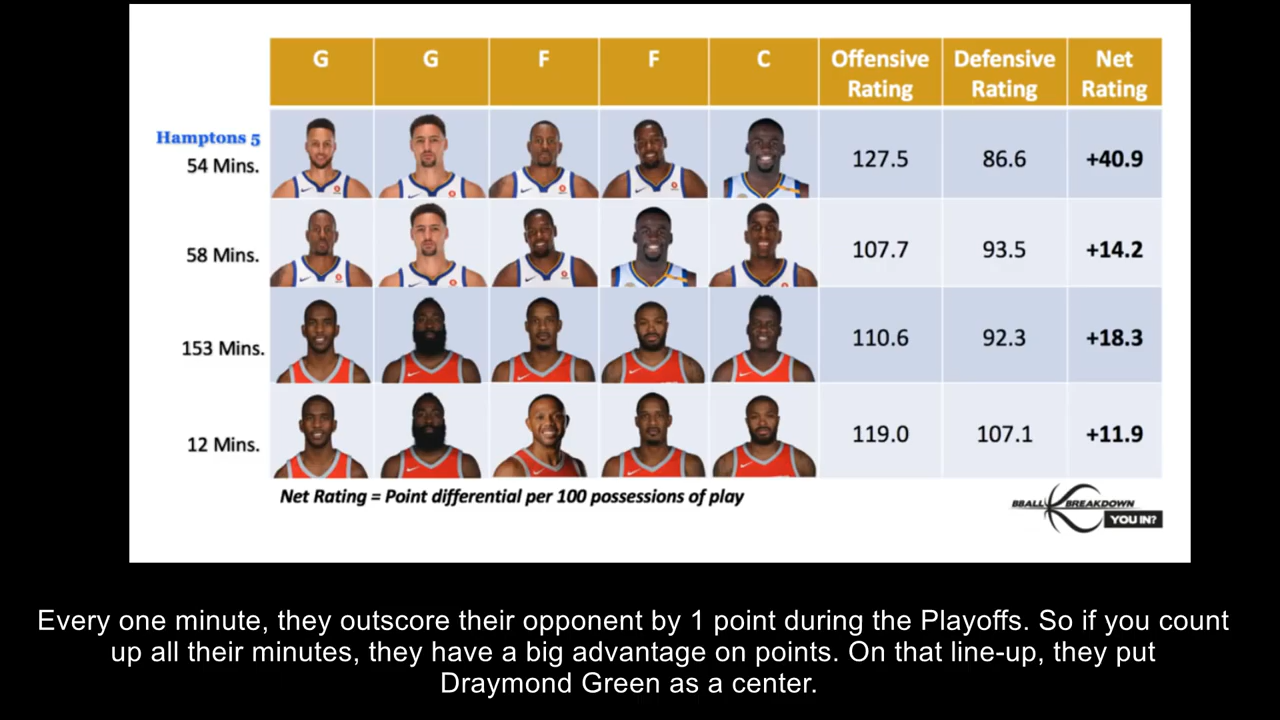 G G F F C Offensive Rating Defensive Rating Net Rating
Hamptons 5
54 Mins. 127.5 86.6 +40.9
58 Mins. 107.7 93.5 +14.2
153 Mins. 110.6 92.3 +18.3
12 Mins. 119.0 107.1 +11.9
Net Rating = Point differential per 100 possessions of play
BBALL BREAKDOWN
YOU IN?
Every one minute, they outscore their opponent by 1 point during the Playoffs. So if you count
up all their minutes, they have a big advantage on points. On that line-up, they put
Draymond Green as a center.